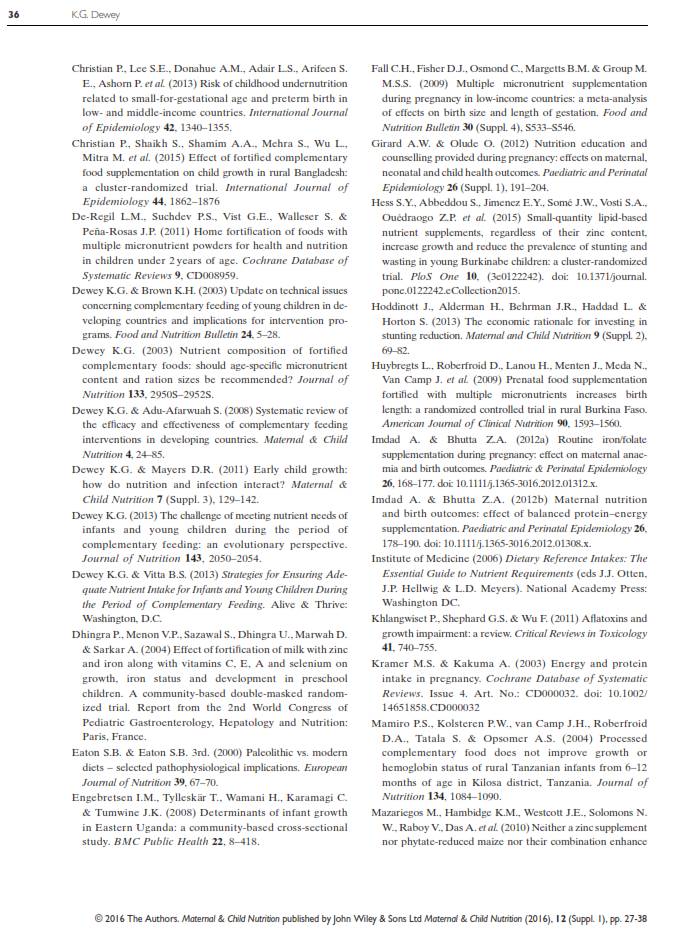 36
K.G. Dewey
Christian P., Lee S.E., Donahue A.M., Adair L.S., Arifeen S.
E., Ashorn P. et al. (2013) Risk of childhood undernutrition
related to small-for-gestational age and preterm birth in
low- and middle-income countries. International Journal
of Epidemiology 42, 1340–1355.
Christian P., Shaikh S., Shamim A.A., Mehra S., Wu L.,
Mitra M. et al. (2015) Effect of fortified complementary
food supplementation on child growth in rural Bangladesh:
a cluster-randomized trial. International Journal of
Epidemiology 44, 1862–1876
De-Regil L.M., Suchdev P.S., Vist G.E., Walleser S. &
Peña-Rosas J.P. (2011) Home fortification of foods with
multiple micronutrient powders for health and nutrition
in children under 2 years of age. Cochrane Database of
Systematic Reviews 9, CD008959.
Dewey K.G. & Brown K.H. (2003) Update on technical issues
concerning complementary feeding of young children in de-
veloping countries and implications for intervention pro-
grams. Food and Nutrition Bulletin 24, 5–28.
Dewey K.G. (2003) Nutrient composition of fortified
complementary foods: should age-specific micronutrient
content and ration sizes be recommended? Journal of
Nutrition 133, 2950S–2952S.
Dewey K.G. & Adu-Afarwuah S. (2008) Systematic review of
the efficacy and effectiveness of complementary feeding
interventions in developing countries. Maternal & Child
Nutrition 4, 24–85.
Dewey K.G. & Mayers D.R. (2011) Early child growth:
how do nutrition and infection interact? Maternal &
Child Nutrition 7 (Suppl. 3), 129–142.
Dewey K.G. (2013) The challenge of meeting nutrient needs of
infants and young children during the period of
complementary feeding: an evolutionary perspective.
Journal of Nutrition 143, 2050–2054.
Dewey K.G. & Vitta B.S. (2013) Strategies for Ensuring Ade-
quate Nutrient Intake for Infants and Young Children During
the Period of Complementary Feeding. Alive & Thrive:
Washington, D.C.
Dhingra P., Menon V.P., Sazawal S., Dhingra U., Marwah D.
& Sarkar A. (2004) Effect of fortification of milk with zinc
and iron along with vitamins C, E, A and selenium on
growth, iron status and development in preschool
children. A community-based double-masked random-
ized trial. Report from the 2nd World Congress of
Pediatric Gastroenterology, Hepatology and Nutrition:
Paris, France.
Eaton S.B. & Eaton S.B. 3rd. (2000) Paleolithic vs. modern
diets – selected pathophysiological implications. European
Journal of Nutrition 39, 67–70.
Engebretsen I.M., Tylleskär T., Wamani H., Karamagi C.
& Tumwine J.K. (2008) Determinants of infant growth
in Eastern Uganda: a community-based cross-sectional
study. BMC Public Health 22, 8–418.
Fall C.H., Fisher D.J., Osmond C., Margetts B.M. & Group M.
M.S.S. (2009) Multiple micronutrient supplementation
during pregnancy in low-income countries: a meta-analysis
of effects on birth size and length of gestation. Food and
Nutrition Bulletin 30 (Suppl. 4), S533–S546.
Girard A.W. & Olude O. (2012) Nutrition education and
counselling provided during pregnancy: effects on maternal,
neonatal and child health outcomes. Paediatric and Perinatal
Epidemiology 26 (Suppl. 1), 191–204.
Hess S.Y., Abbeddou S., Jimenez E.Y., Somé J.W., Vosti S.A.,
Ouédraogo Z.P. et al. (2015) Small-quantity lipid-based
nutrient supplements, regardless of their zinc content,
increase growth and reduce the prevalence of stunting and
wasting in young Burkinabe children: a cluster-randomized
trial. PloS One 10, (3e0122242). doi: 10.1371/journal.
pone.0122242.eCollection2015.
Hoddinott J., Alderman H., Behrman J.R., Haddad L. &
Horton S. (2013) The economic rationale for investing in
stunting reduction. Maternal and Child Nutrition 9 (Suppl. 2),
69–82.
Huybregts L., Roberfroid D., Lanou H., Menten J., Meda N.,
Van Camp J. et al. (2009) Prenatal food supplementation
fortified with multiple micronutrients increases birth
length: a randomized controlled trial in rural Burkina Faso.
American Journal of Clinical Nutrition 90, 1593–1560.
Imdad A. & Bhutta Z.A. (2012a) Routine iron/folate
supplementation during pregnancy: effect on maternal anae-
mia and birth outcomes. Paediatric & Perinatal Epidemiology
26, 168–177. doi: 10.1111/j.1365-3016.2012.01312.x.
Imdad A. & Bhutta Z.A. (2012b) Maternal nutrition
and birth outcomes: effect of balanced protein–energy
supplementation. Paediatric and Perinatal Epidemiology 26,
178–190. doi: 10.1111/j.1365-3016.2012.01308.x.
Institute of Medicine (2006) Dietary Reference Intakes: The
Essential Guide to Nutrient Requirements (eds J.J. Otten,
J.P. Hellwig & L.D. Meyers). National Academy Press:
Washington DC.
Khlangwiset P., Shephard G.S. & Wu F. (2011) Aflatoxins and
growth impairment: a review. Critical Reviews in Toxicology
41, 740–755.
Kramer M.S. & Kakuma A. (2003) Energy and protein
intake in pregnancy. Cochrane Database of Systematic
Reviews. Issue 4. Art. No.: CD000032. doi: 10.1002/
14651858.CD000032
Mamiro P.S., Kolsteren P.W., van Camp J.H., Roberfroid
D.A., Tatala S. & Opsomer A.S. (2004) Processed
complementary food does not improve growth or
hemoglobin status of rural Tanzanian infants from 6–12
months of age in Kilosa district, Tanzania. Journal of
Nutrition 134, 1084–1090.
Mazariegos M., Hambidge K.M., Westcott J.E., Solomons N.
W., Raboy V., Das A. et al. (2010) Neither a zinc supplement
nor phytate-reduced maize nor their combination enhance
© 2016 The Authors. Maternal & Child Nutrition published by John Wiley & Sons Ltd Maternal & Child Nutrition (2016), 12 (Suppl. 1), pp. 27-38